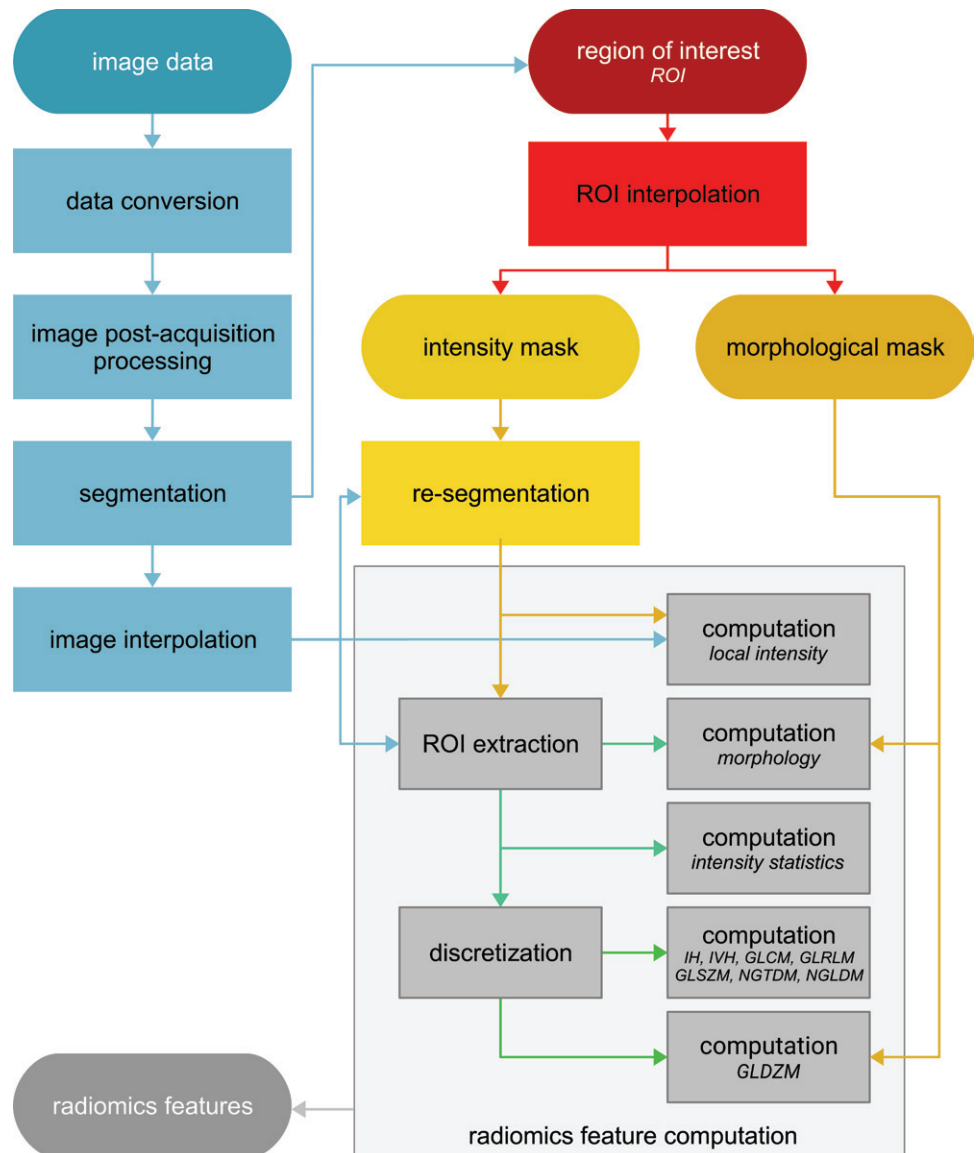 image data
data conversion
image post-acquisition
processing
segmentation
image interpolation
region of interest
ROI
ROI interpolation
intensity mask
morphological mask
re-segmentation
computation
local intensity
ROI extraction
computation
morphology
computation
intensity statistics
discretization
computation
IH, IVH, GLCM, GLRLM
GLSZM, NGTDM, NGLDM
computation
GLDZM
radiomics features
radiomics feature computation